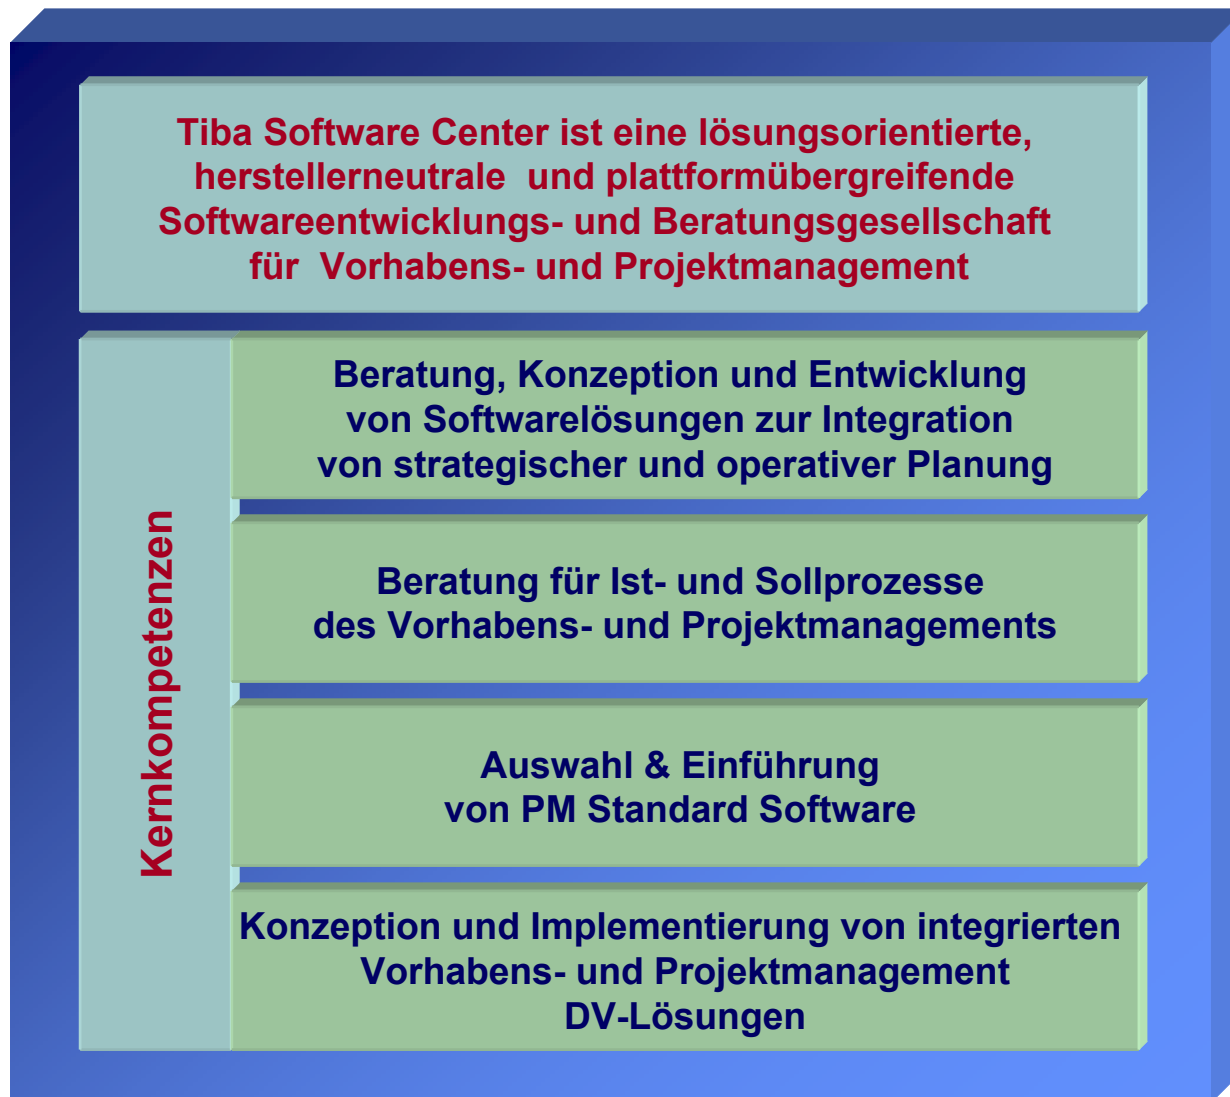 Tiba Software Center ist eine lösungsorientierte,
herstellerneutrale und plattformübergreifende
Softwareentwicklungs- und Beratungsgesellschaft
für Vorhabens- und Projektmanagement
Kernkompetenzen
Beratung, Konzeption und Entwicklung
von Softwarelösungen zur Integration
von strategischer und operativer Planung
Beratung für Ist- und Sollprozesse
des Vorhabens- und Projektmanagements
Auswahl & Einführung
von PM Standard Software
Konzeption und Implementierung von integrierten
Vorhabens- und Projektmanagement
DV-Lösungen